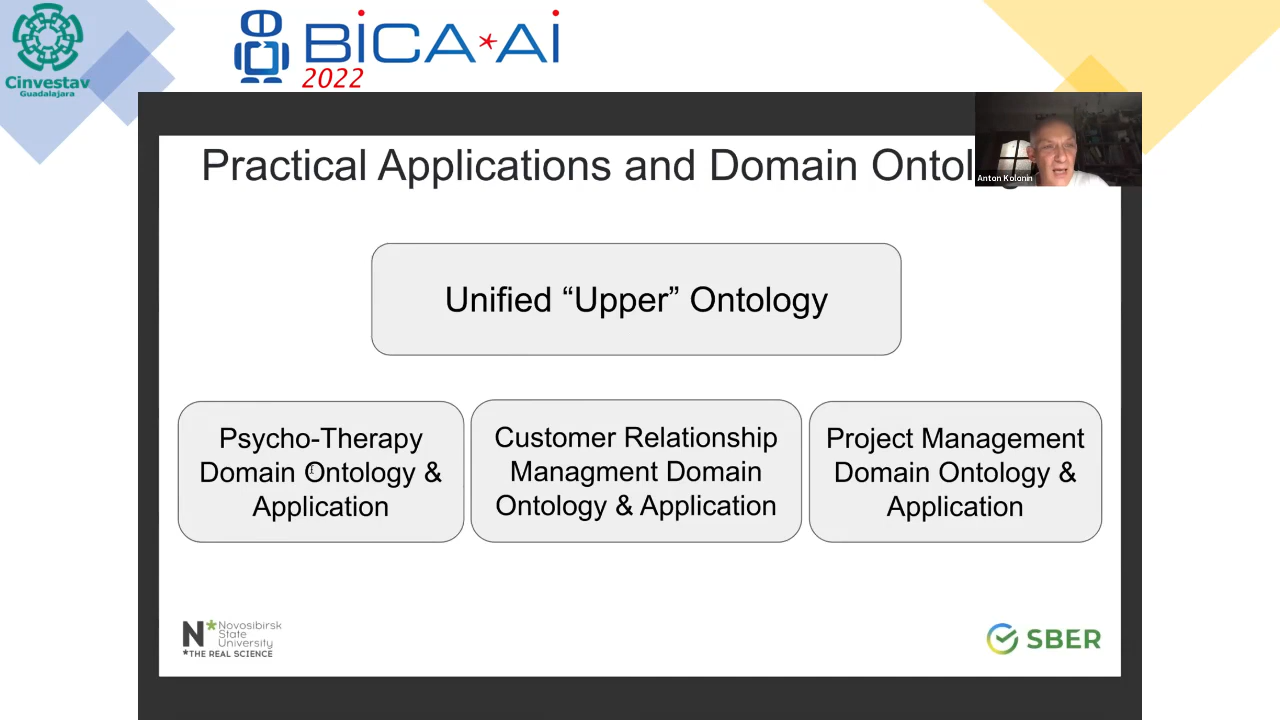 Cinvestav
Guadalajara
BiCA*Ai
2022
Practical Applications and Domain
Anton Kolonin
Unified “Upper” Ontology
Psycho-Therapy
Domain Ontology &
Application
Customer Relationship
Managment Domain
Ontology & Application
Project Management
Domain Ontology &
Application
N*
Novosibirsk
State
University
*THE REAL SCIENCE
SBER